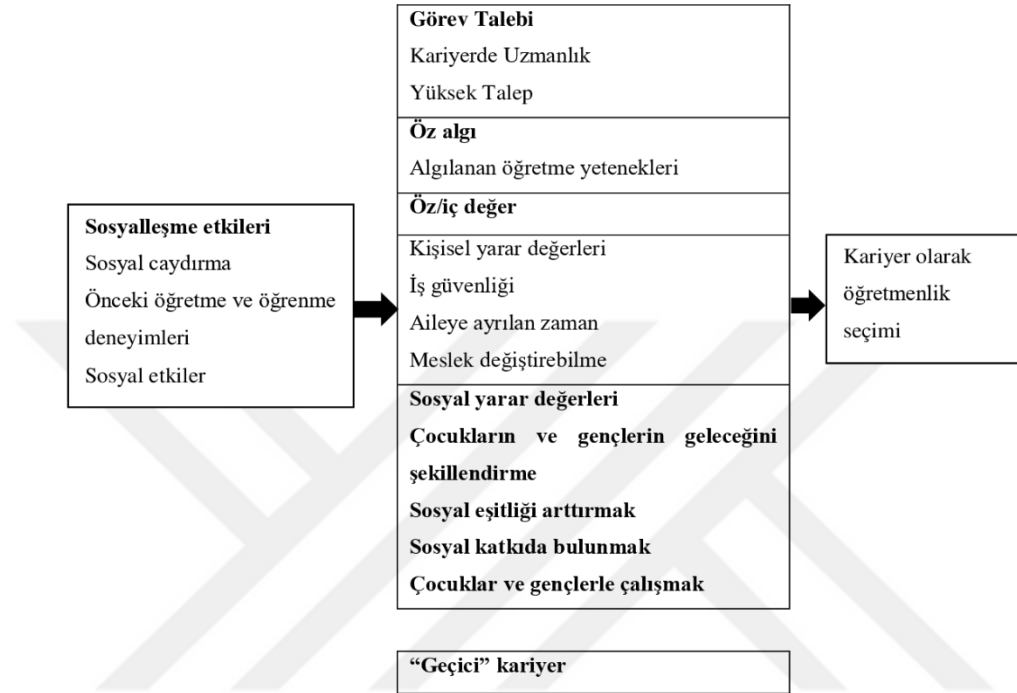 Sosyalleşme etkileri
Sosyal caydırma
Önceki öğretme ve öğrenme
deneyimleri
Sosyal etkiler
Görev Talebi
Kariyerde Uzmanlık
Yüksek Talep
Öz algı
Algılanan öğretme yetenekleri
Öz/iç değer
Kişisel yarar değerleri
İş güvenliği
Aileye ayrılan zaman
Meslek değiştirebilme
Sosyal yarar değerleri
Çocukların ve gençlerin geleceğini
şekillendirme
Sosyal eşitliği arttırmak
Sosyal katkıda bulunmak
Çocuklar ve gençlerle çalışmak
“Geçici” kariyer
Kariyer olarak
öğretmenlik
seçimi